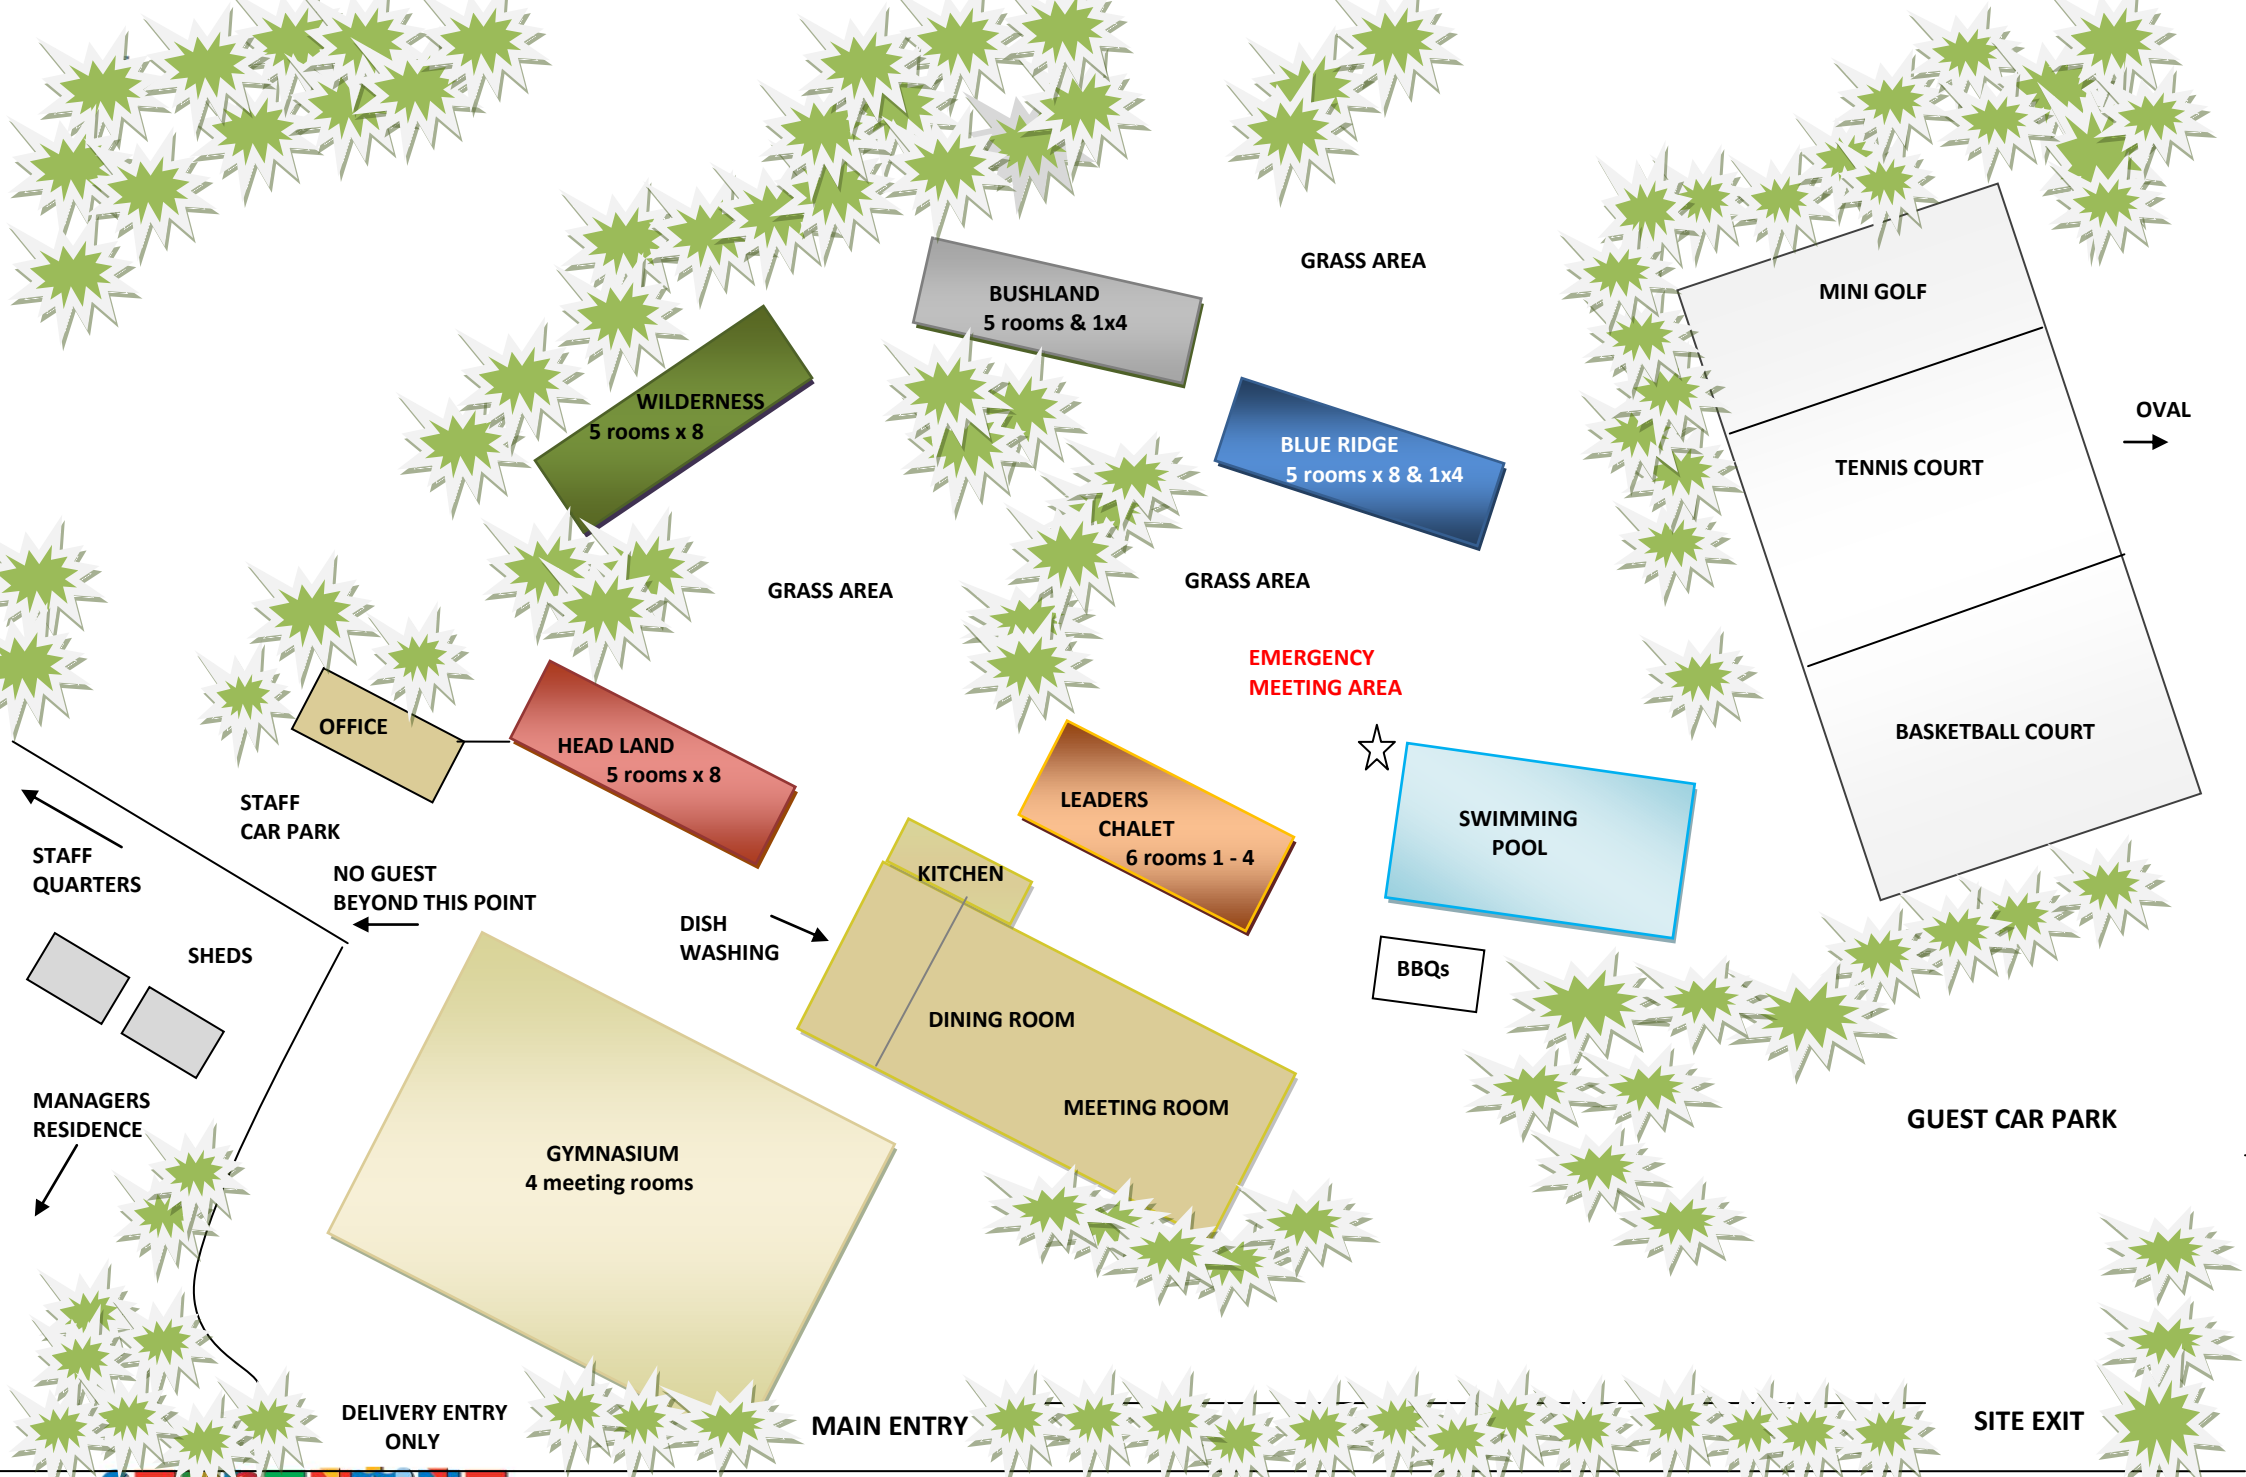 GRASS AREA
BUSHLAND
5 rooms & 1x4
MINI GOLF
WILDERNESS
5 rooms x 8
OVAL
BLUE RIDGE
5 rooms x 8 & 1x4
TENNIS COURT
GRASS AREA
GRASS AREA
EMERGENCY
MEETING AREA
OFFICE
HEAD LAND
5 rooms x 8
BASKETBALL COURT
STAFF
CAR PARK
LEADERS
CHALET
6 rooms 1 - 4
SWIMMING
POOL
STAFF
QUARTERS
NO GUEST
BEYOND THIS POINT
KITCHEN
DISH
WASHING
SHEDS
BBQs
DINING ROOM
MANAGERS
RESIDENCE
MEETING ROOM
GUEST CAR PARK
GYMNASIUM
4 meeting rooms
DELIVERY ENTRY
ONLY
MAIN ENTRY
SITE EXIT